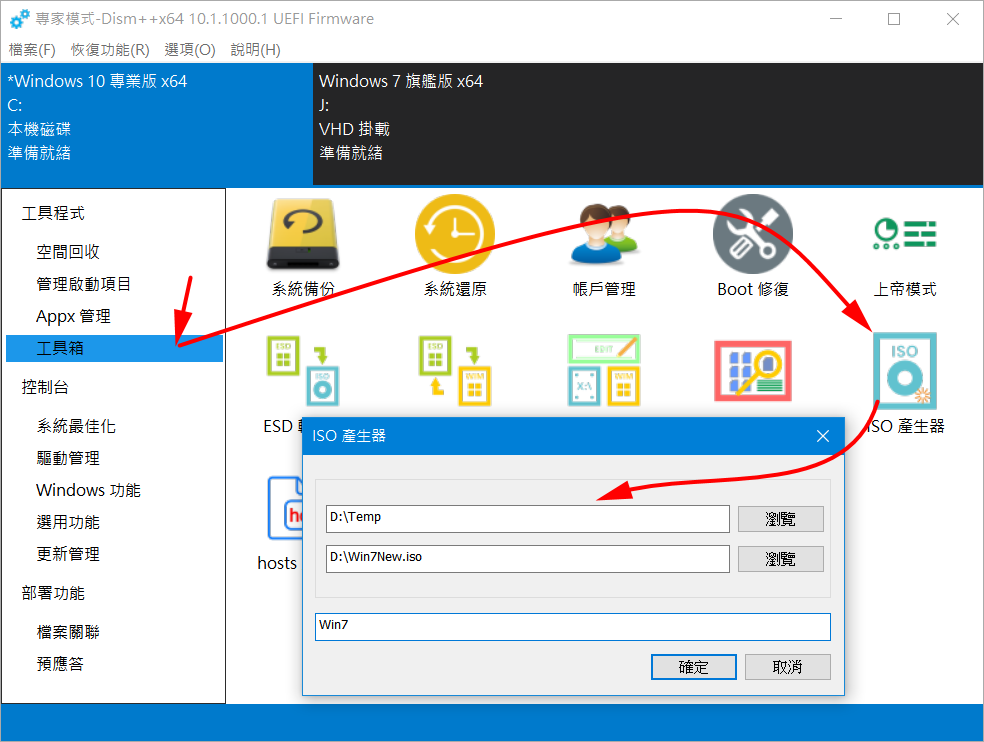 專家模式-Dism++x64 10.1.1000.1 UEFI Firmware
檔案(F) 恢復功能(R) 選項(O) 說明(H)
*Windows 10 專業版 x64
C:
本機磁碟
準備就緒
Windows 7 旗艦版 x64
J:
VHD 掛載
準備就緒
工具程式
空間回收
管理啟動項目
Appx 管理
工具箱
控制台
系統最佳化
驅動管理
Windows 功能
選用功能
更新管理
部署功能
檔案關聯
預應答
系統備份
系統還原
帳戶管理
Boot 修復
上帝模式
ESD
ISO
ESD
WIM
EDIT
X:\
WIM
ISO
ESD
ISO 產生器
hosts
ISO 產生器
D:\Temp
瀏覽
D:\Win7New.iso
瀏覽
Win7
確定
取消